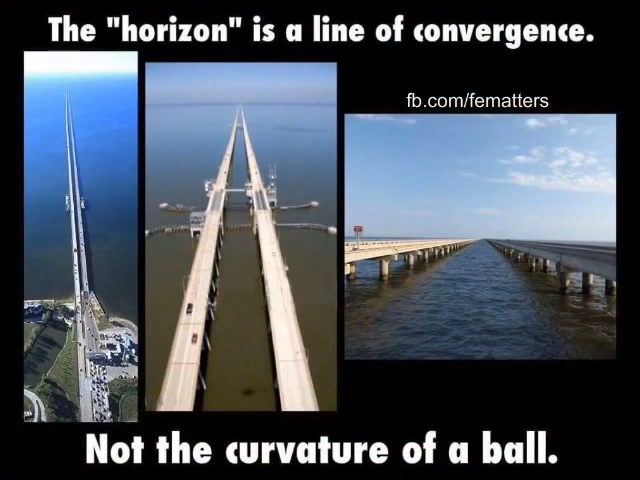 The "horizon" is a line of convergence.
fb.com/fematters
Not the curvature of a ball.